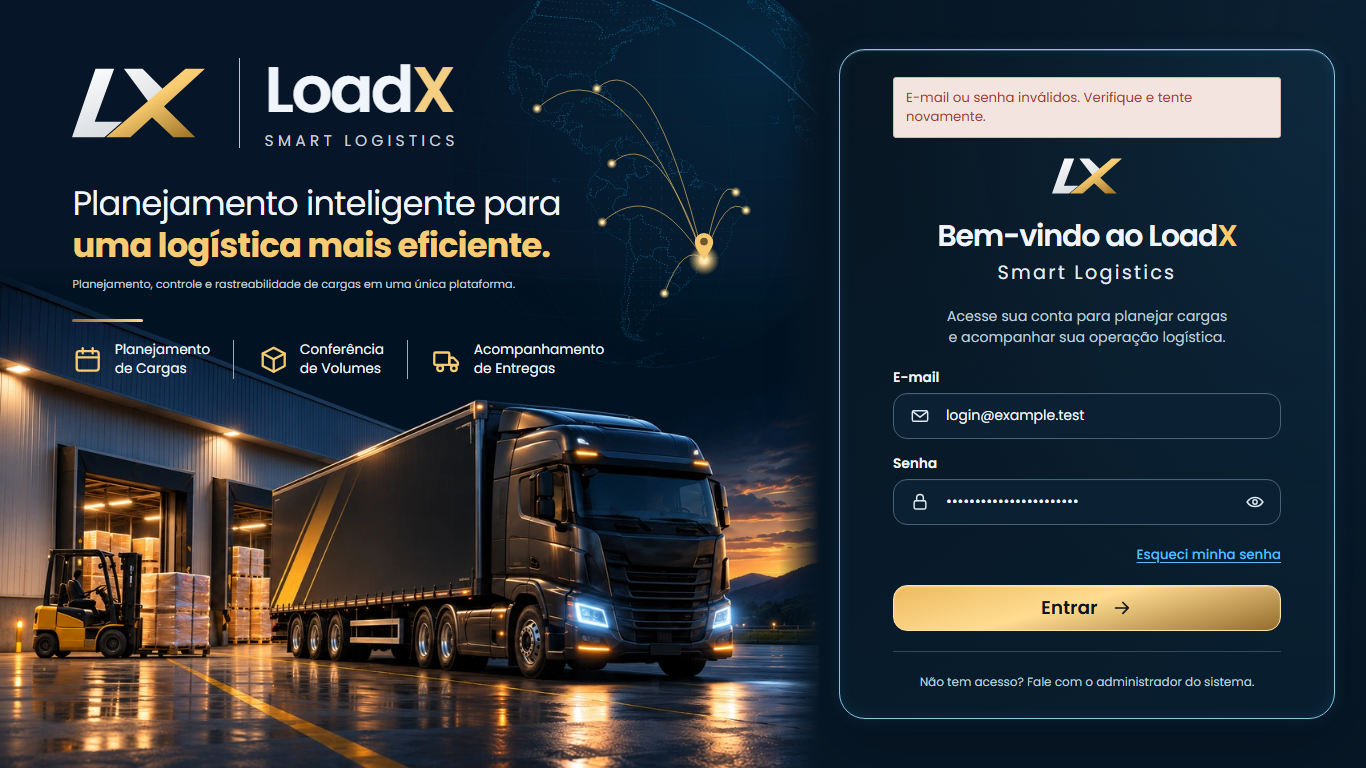 LX
LoadX
SMART LOGISTICS
Planejamento inteligente para
uma logística mais eficiente.
Planejamento, controle e rastreabilidade de cargas em uma única plataforma.
Planejamento
de Cargas
Conferência
de Volumes
Acompanhamento
de Entregas
E-mail ou senha inválidos. Verifique e tente
novamente.
LX
Bem-vindo ao LoadX
Smart Logistics
Acesse sua conta para planejar cargas
e acompanhar sua operação logística.
E-mail
login@example.test
Senha
•••••••••••••••••••••••
Esqueci minha senha
Entrar →
Não tem acesso? Fale com o administrador do sistema.